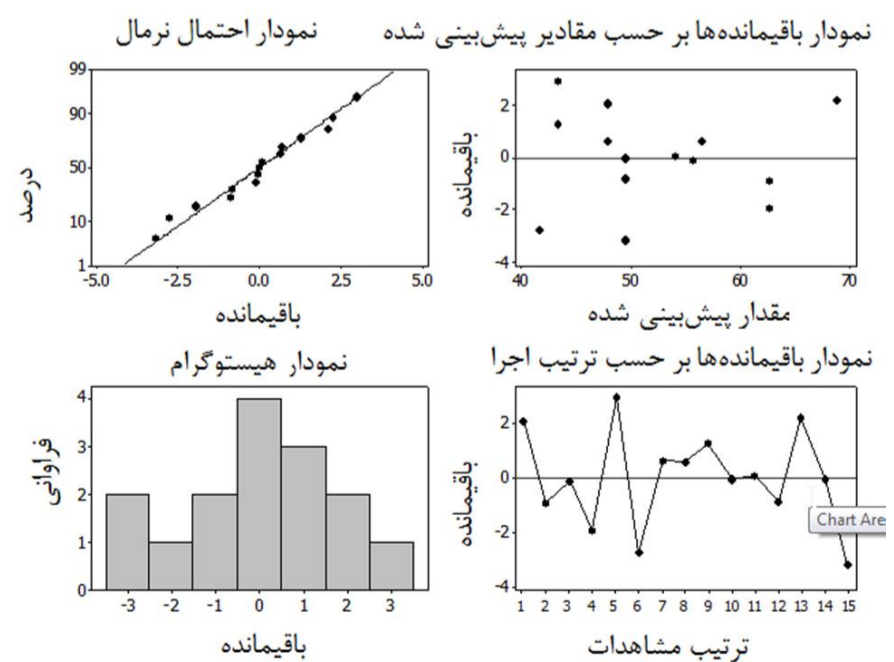 نمودار باقیمانده‌ها بر حسب مقادیر پیش‌بینی شده
باقیمانده
2
0
-2
-4
40 50 60 70
مقدار پیش‌بینی شده
نمودار احتمال نرمال
درصد
99
90
50
10
1
-5.0 -2.5 0.0 2.5 5.0
باقیمانده
نمودار باقیمانده‌ها بر حسب ترتیب اجرا
باقیمانده
2
0
-2
-4
Chart Area
1 2 3 4 5 6 7 8 9 10 11 12 13 14 15
ترتیب مشاهدات
نمودار هیستوگرام
فراوانی
4
3
2
1
0
-3 -2 -1 0 1 2 3
باقیمانده